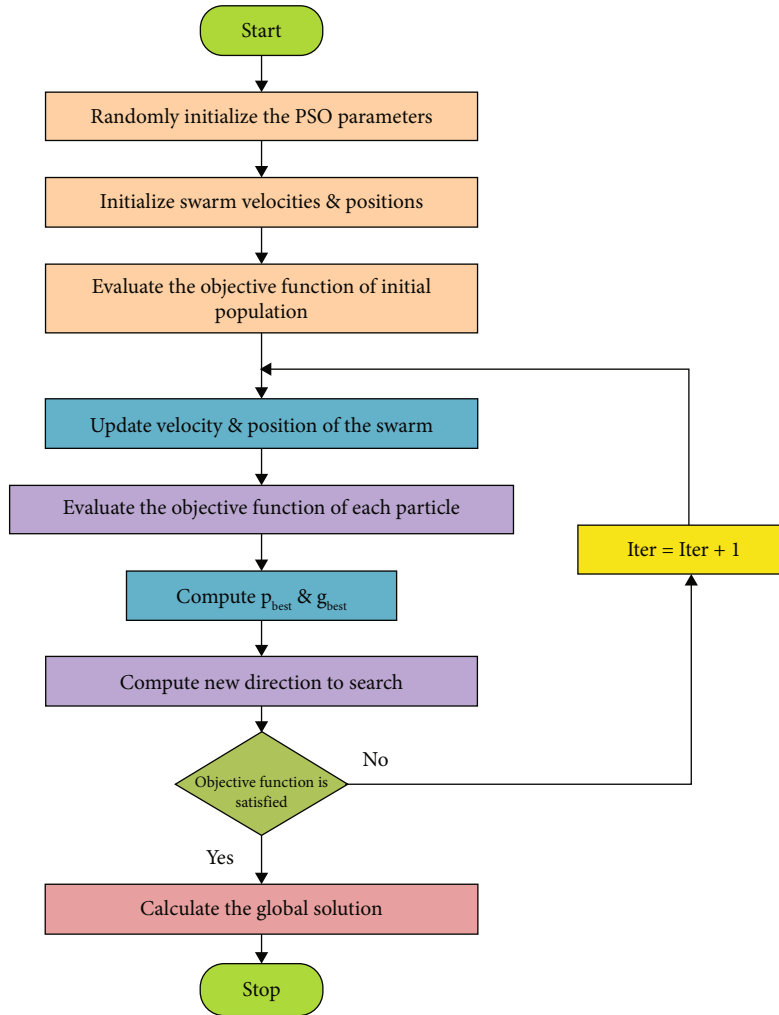 Start
Randomly initialize the PSO parameters
Initialize swarm velocities & positions
Evaluate the objective function of initial
population
Update velocity & position of the swarm
Evaluate the objective function of each particle
Iter = Iter + 1
Compute p_best & g_best
Compute new direction to search
No
Objective function is
satisfied
Yes
Calculate the global solution
Stop